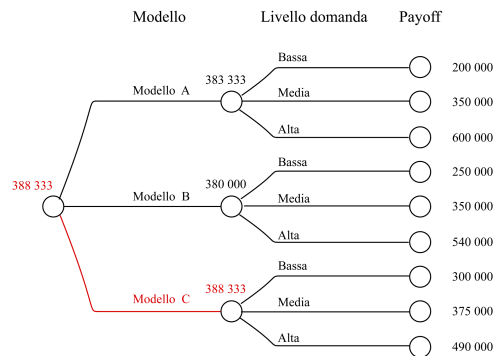 Modello Livello domanda Payoff
Bassa 200 000
383 333
Modello A Media 350 000
Alta 600 000
Bassa 250 000
388 333 380 000
Modello B Media 350 000
Alta 540 000
Bassa 300 000
388 333
Modello C Media 375 000
Alta 490 000